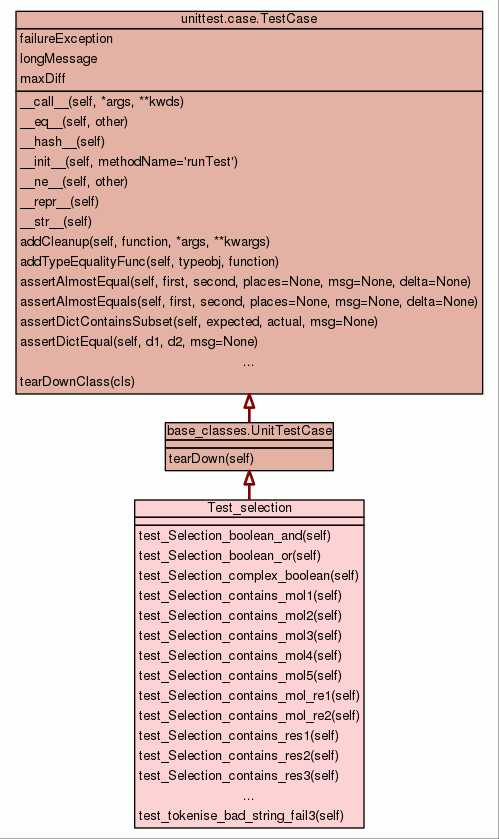 unittest.case.TestCase
failureException
longMessage
maxDiff
__call__(self, *args, **kwds)
__eq__(self, other)
__hash__(self)
__init__(self, methodName='runTest')
__ne__(self, other)
__repr__(self)
__str__(self)
addCleanup(self, function, *args, **kwargs)
addTypeEqualityFunc(self, typeobj, function)
assertAlmostEqual(self, first, second, places=None, msg=None, delta=None)
assertAlmostEquals(self, first, second, places=None, msg=None, delta=None)
assertDictContainsSubset(self, expected, actual, msg=None)
assertDictEqual(self, d1, d2, msg=None)
...
tearDownClass(cls)
base_classes.UnitTestCase
tearDown(self)
Test_selection
test_Selection_boolean_and(self)
test_Selection_boolean_or(self)
test_Selection_complex_boolean(self)
test_Selection_contains_mol1(self)
test_Selection_contains_mol2(self)
test_Selection_contains_mol3(self)
test_Selection_contains_mol4(self)
test_Selection_contains_mol5(self)
test_Selection_contains_mol_re1(self)
test_Selection_contains_mol_re2(self)
test_Selection_contains_res1(self)
test_Selection_contains_res2(self)
test_Selection_contains_res3(self)
...
test_tokenise_bad_string_fail3(self)